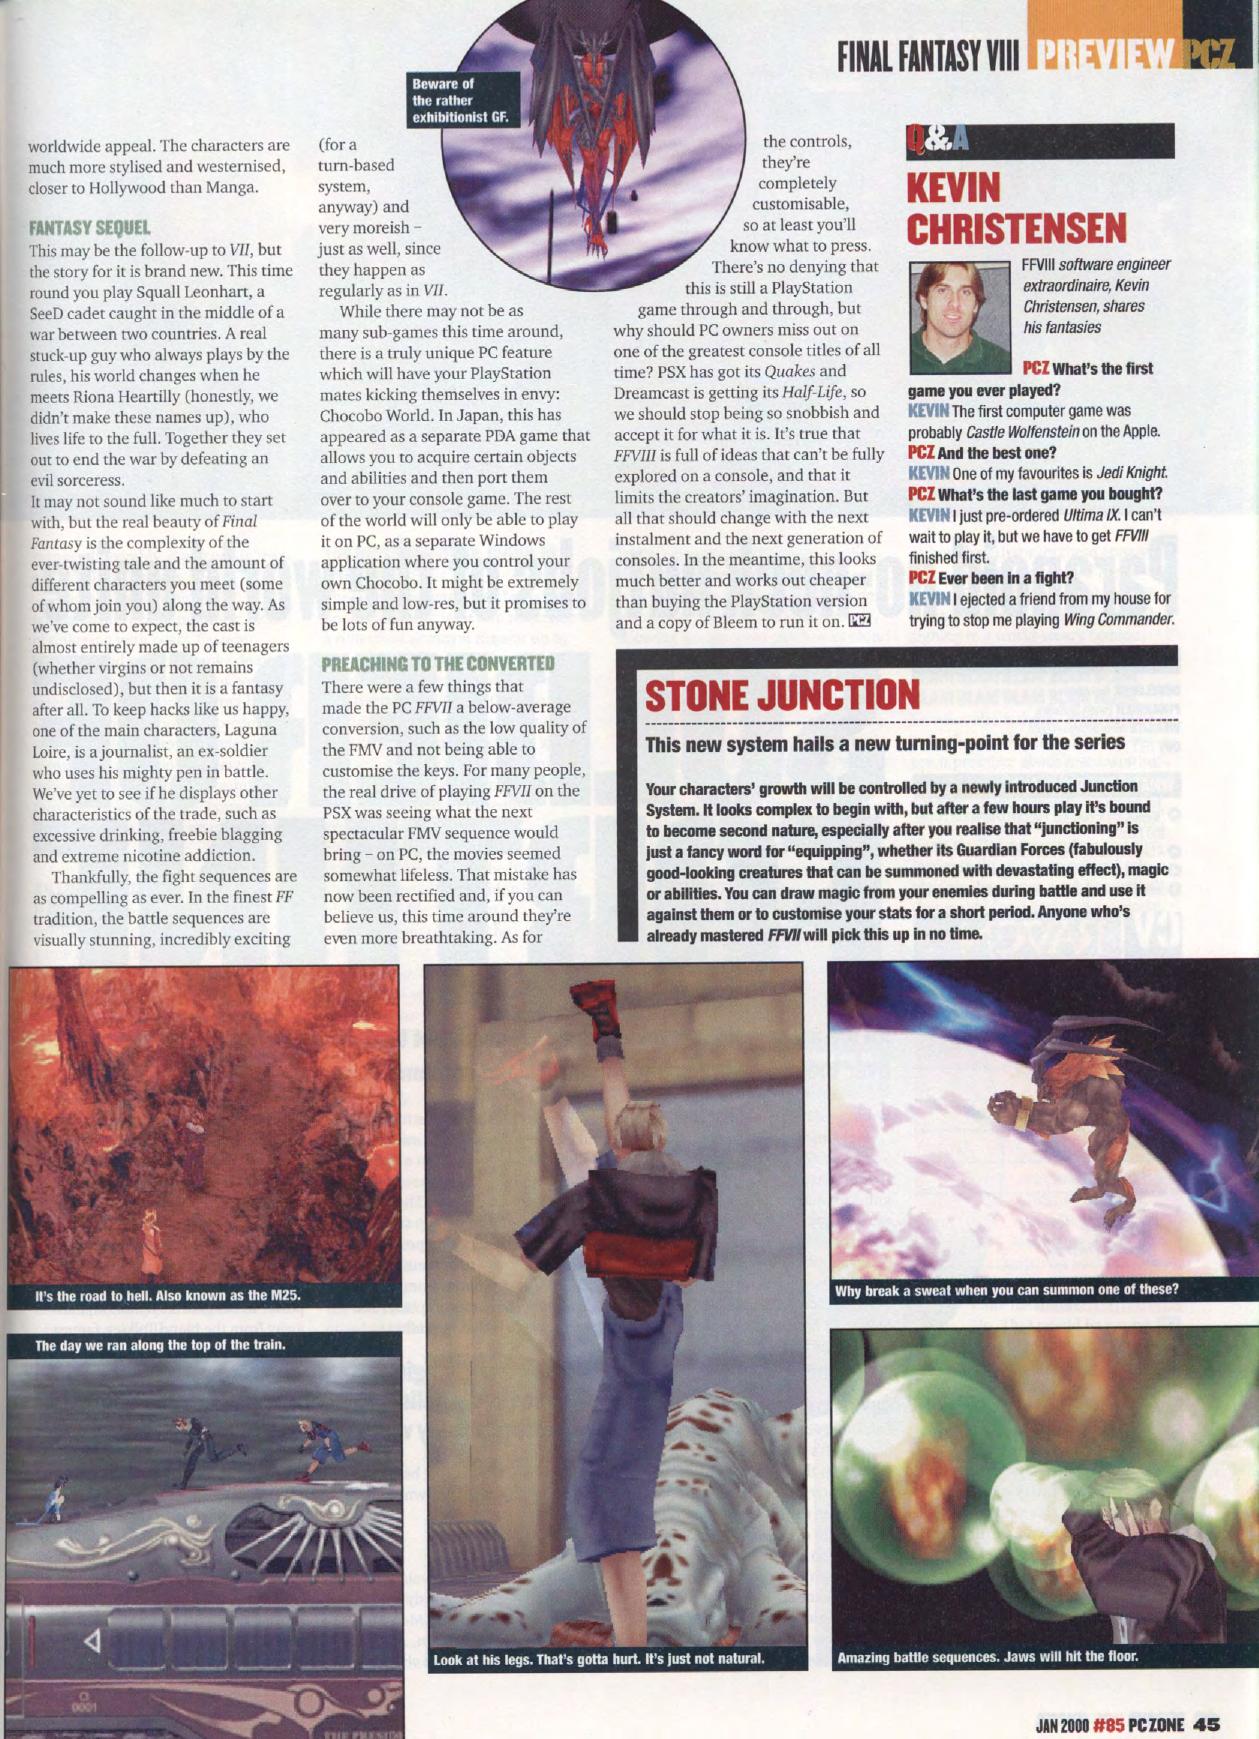 FINAL FANTASY VIII PREVIEW PCZ
worldwide appeal. The characters are
much more stylised and westernised,
closer to Hollywood than Manga.
FANTASY SEQUEL
This may be the follow-up to VII, but
the story for it is brand new. This time
round you play Squall Leonhart, a
SeeD cadet caught in the middle of a
war between two countries. A real
stuck-up guy who always plays by the
rules, his world changes when he
meets Riona Heartilly (honestly, we
didn't make these names up), who
lives life to the full. Together they set
out to end the war by defeating an
evil sorceress.
It may not sound like much to start
with, but the real beauty of Final
Fantasy is the complexity of the
ever-twisting tale and the amount of
different characters you meet (some
of whom join you) along the way. As
we've come to expect, the cast is
almost entirely made up of teenagers
(whether virgins or not remains
undisclosed), but then it is a fantasy
after all. To keep hacks like us happy,
one of the main characters, Laguna
Loire, is a journalist, an ex-soldier
who uses his mighty pen in battle.
We've yet to see if he displays other
characteristics of the trade, such as
excessive drinking, freebie blagging
and extreme nicotine addiction.
Thankfully, the fight sequences are
as compelling as ever. In the finest FF
tradition, the battle sequences are
visually stunning, incredibly exciting
(for a
turn-based
system,
anyway) and
very moreish –
just as well, since
they happen as
regularly as in VII.
While there may not be as
many sub-games this time around,
there is a truly unique PC feature
which will have your PlayStation
mates kicking themselves in envy:
Chocobo World. In Japan, this has
appeared as a separate PDA game that
allows you to acquire certain objects
and abilities and then port them
over to your console game. The rest
of the world will only be able to play
it on PC, as a separate Windows
application where you control your
own Chocobo. It might be extremely
simple and low-res, but it promises to
be lots of fun anyway.
PREACHING TO THE CONVERTED
There were a few things that
made the PC FFVII a below-average
conversion, such as the low quality of
the FMV and not being able to
customise the keys. For many people,
the real drive of playing FFVII on the
PSX was seeing what the next
spectacular FMV sequence would
bring – on PC, the movies seemed
somewhat lifeless. That mistake has
now been rectified and, if you can
believe us, this time around they're
even more breathtaking. As for
Beware of
the rather
exhibitionist GF.
the controls,
they're
completely
customisable,
so at least you'll
know what to press.
There's no denying that
this is still a PlayStation
game through and through, but
why should PC owners miss out on
one of the greatest console titles of all
time? PSX has got its Quakes and
Dreamcast is getting its Half-Life, so
we should stop being so snobbish and
accept it for what it is. It's true that
FFVIII is full of ideas that can't be fully
explored on a console, and that it
limits the creators' imagination. But
all that should change with the next
instalment and the next generation of
consoles. In the meantime, this looks
much better and works out cheaper
than buying the PlayStation version
and a copy of Bleem to run it on. PCZ
Q&A
KEVIN
CHRISTENSEN
FFVIII software engineer
extraordinaire, Kevin
Christensen, shares
his fantasies
PCZ What's the first
game you ever played?
KEVIN The first computer game was
probably Castle Wolfenstein on the Apple.
PCZ And the best one?
KEVIN One of my favourites is Jedi Knight.
PCZ What's the last game you bought?
KEVIN I just pre-ordered Ultima IX. I can't
wait to play it, but we have to get FFVIII
finished first.
PCZ Ever been in a fight?
KEVIN I ejected a friend from my house for
trying to stop me playing Wing Commander.
STONE JUNCTION
This new system hails a new turning-point for the series
Your characters' growth will be controlled by a newly introduced Junction
System. It looks complex to begin with, but after a few hours play it's bound
to become second nature, especially after you realise that "junctioning" is
just a fancy word for "equipping", whether its Guardian Forces (fabulously
good-looking creatures that can be summoned with devastating effect), magic
or abilities. You can draw magic from your enemies during battle and use it
against them or to customise your stats for a short period. Anyone who's
already mastered FFVII will pick this up in no time.
It's the road to hell. Also known as the M25.
The day we ran along the top of the train.
0001
Look at his legs. That's gotta hurt. It's just not natural.
Why break a sweat when you can summon one of these?
Amazing battle sequences. Jaws will hit the floor.
JAN 2000 #85 PC ZONE 45